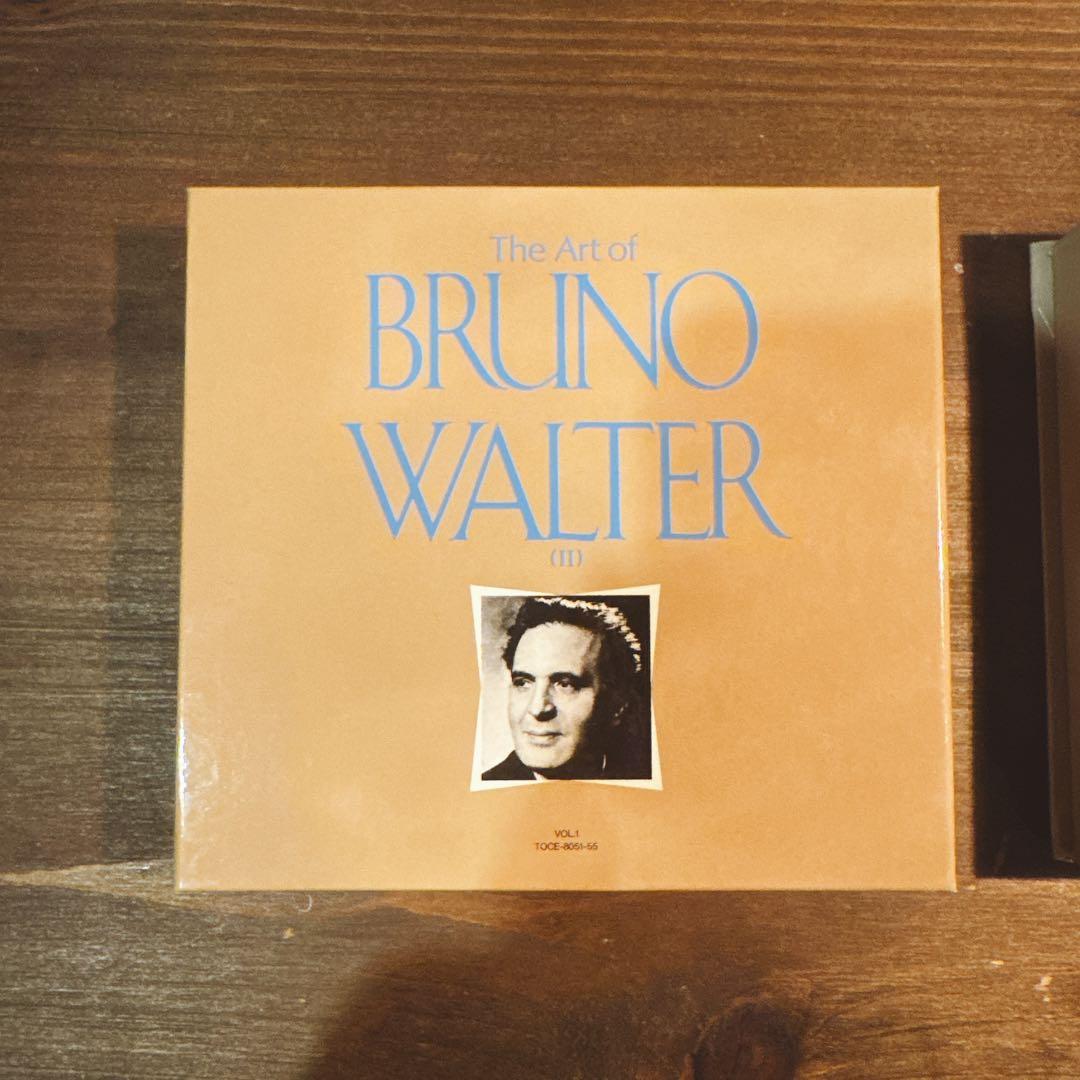 The Art of
BRUNO
WALTER
(II)
VOL.1
TOCE-8051-55